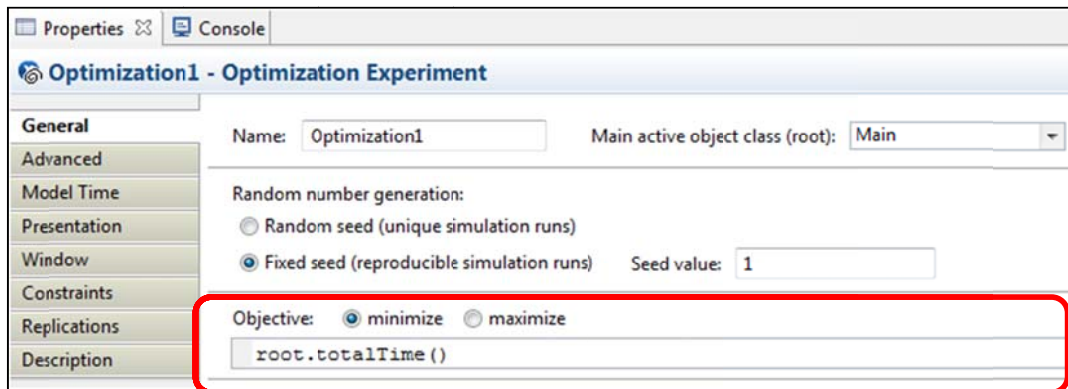 Properties Console
Optimization1 - Optimization Experiment
General
Advanced
Model Time
Presentation
Window
Constraints
Replications
Description
Name: Optimization1 Main active object class (root): Main
Random number generation:
Random seed (unique simulation runs)
Fixed seed (reproducible simulation runs) Seed value: 1
Objective: minimize maximize
root.totalTime()